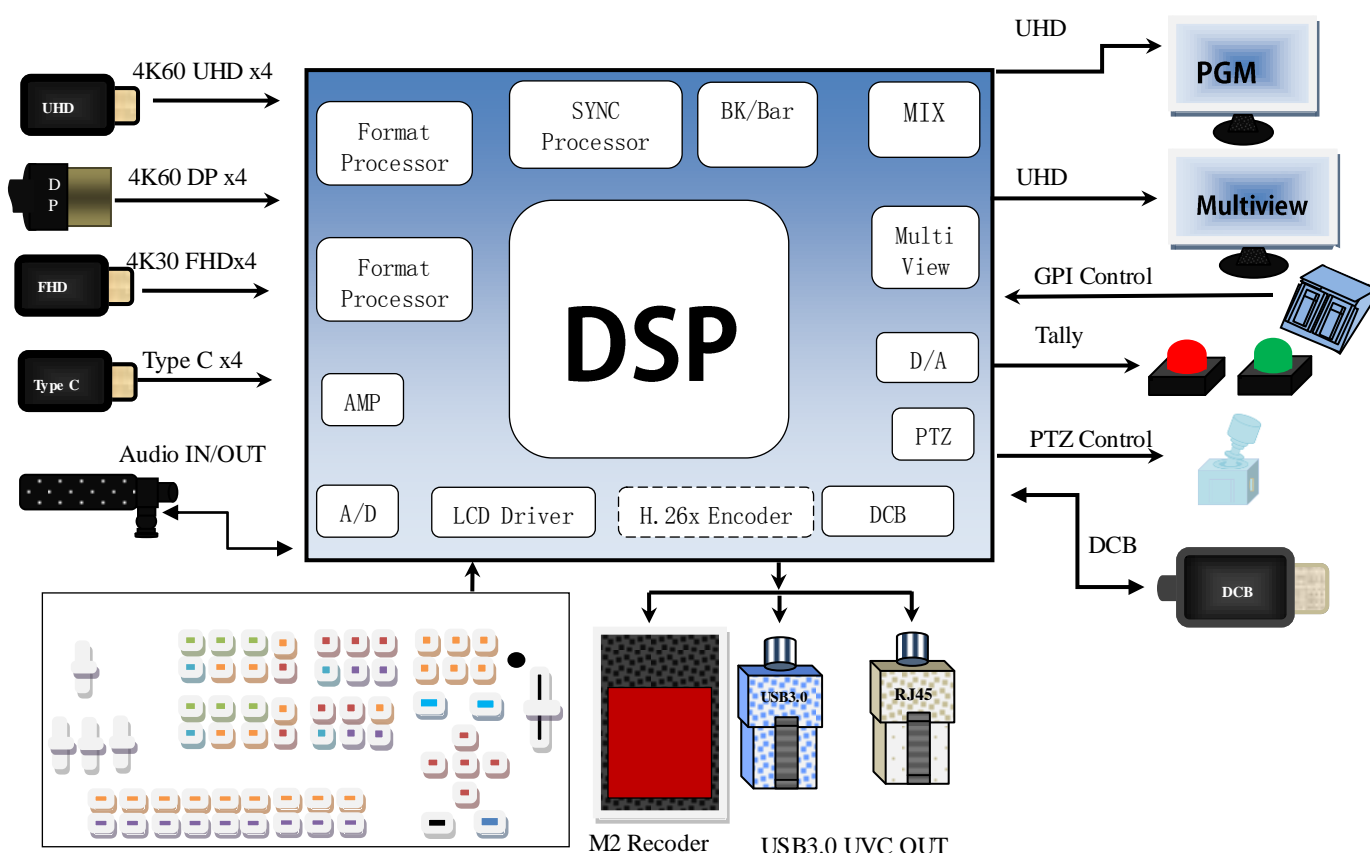 UHD
4K60 UHD x4
UHD
D
P
4K60 DP x4
FHD
4K30 FHDx4
Type C
Type C x4
Audio IN/OUT
Format
Processor
SYNC
Processor
BK/Bar
MIX
Format
Processor
DSP
Multi
View
AMP
D/A
PTZ
A/D
LCD Driver
H.26x Encoder
DCB
PGM
UHD
Multiview
GPI Control
Tally
PTZ Control
DCB
DCB
USB3.0
RJ45
M2 Recoder
USB3.0 UVC OUT